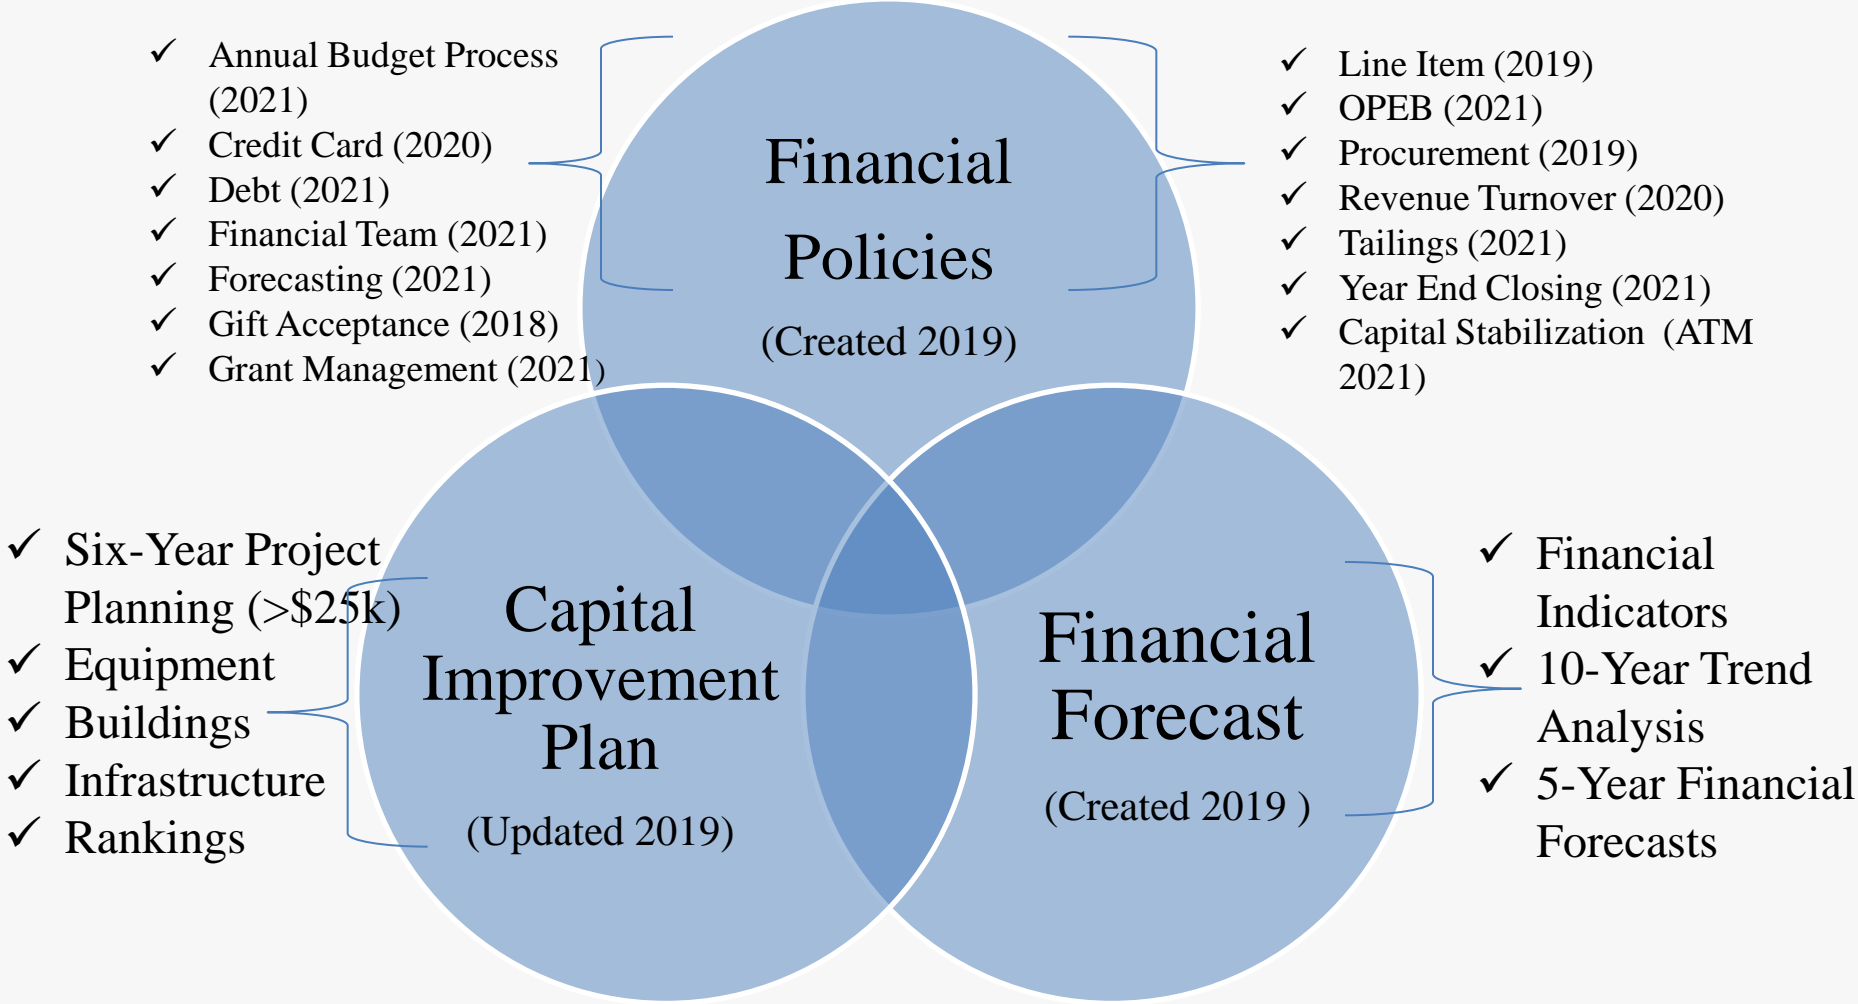 Annual Budget Process
(2021)
Credit Card (2020)
Debt (2021)
Financial Team (2021)
Forecasting (2021)
Gift Acceptance (2018)
Grant Management (2021)
Financial
Policies
(Created 2019)
Line Item (2019)
OPEB (2021)
Procurement (2019)
Revenue Turnover (2020)
Tailings (2021)
Year End Closing (2021)
Capital Stabilization  (ATM
2021)
Six-Year Project
Planning (>$25k)
Equipment
Buildings
Infrastructure
Rankings
Capital
Improvement
Plan
(Updated 2019)
Financial
Forecast
(Created 2019 )
Financial
Indicators
10-Year Trend
Analysis
5-Year Financial
Forecasts